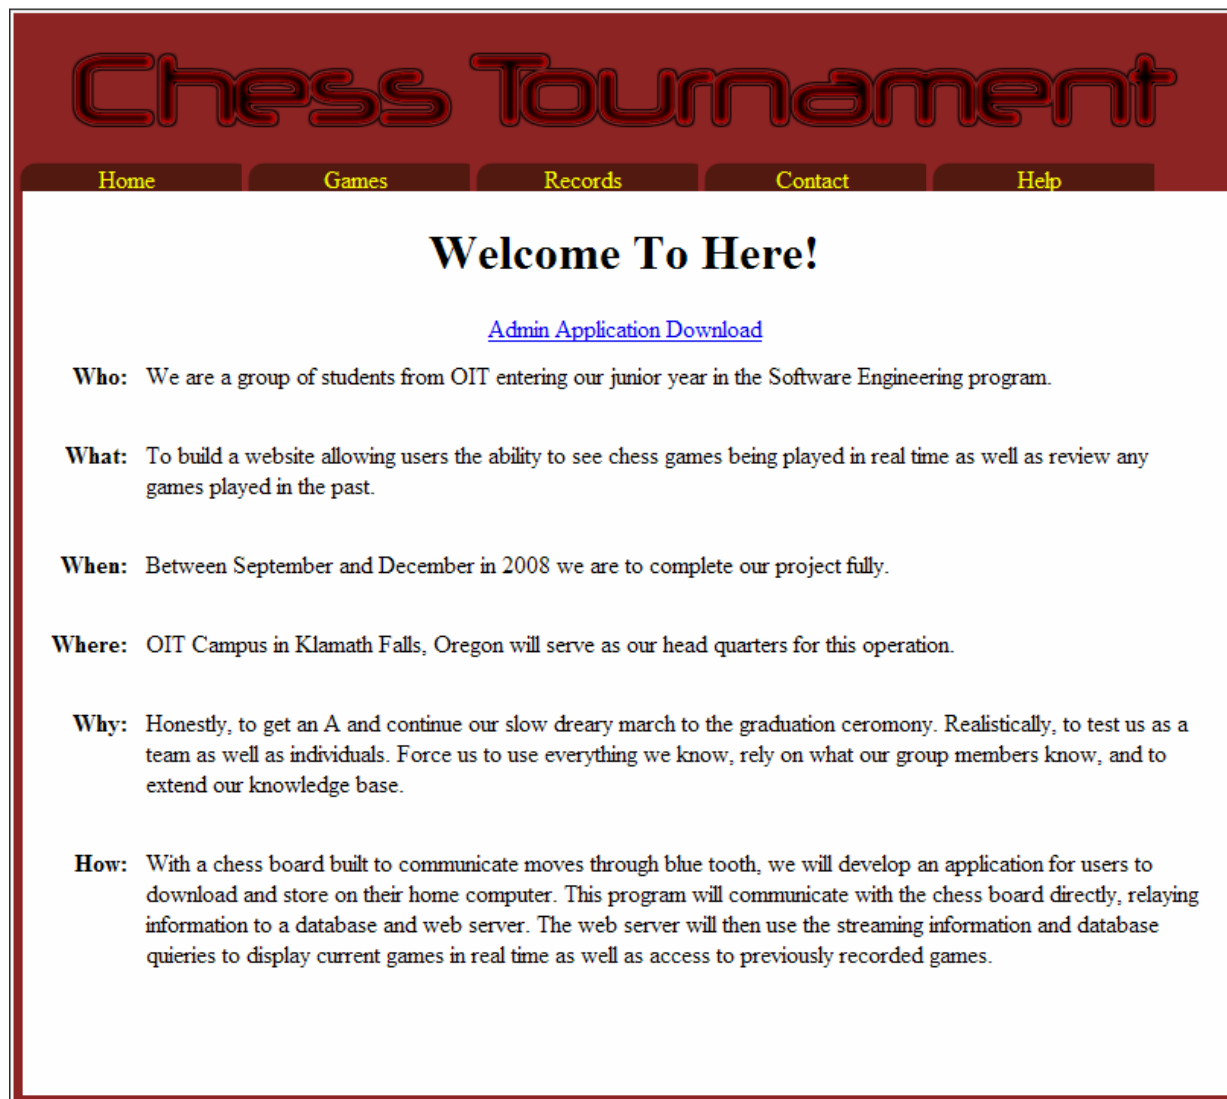 Chess Tournament
Home Games Records Contact Help
Welcome To Here!
Admin Application Download
Who: We are a group of students from OIT entering our junior year in the Software Engineering program.
What: To build a website allowing users the ability to see chess games being played in real time as well as review any
games played in the past.
When: Between September and December in 2008 we are to complete our project fully.
Where: OIT Campus in Klamath Falls, Oregon will serve as our head quarters for this operation.
Why: Honestly, to get an A and continue our slow dreary march to the graduation ceromony. Realistically, to test us as a
team as well as individuals. Force us to use everything we know, rely on what our group members know, and to
extend our knowledge base.
How: With a chess board built to communicate moves through blue tooth, we will develop an application for users to
download and store on their home computer. This program will communicate with the chess board directly, relaying
information to a database and web server. The web server will then use the streaming information and database
quieries to display current games in real time as well as access to previously recorded games.